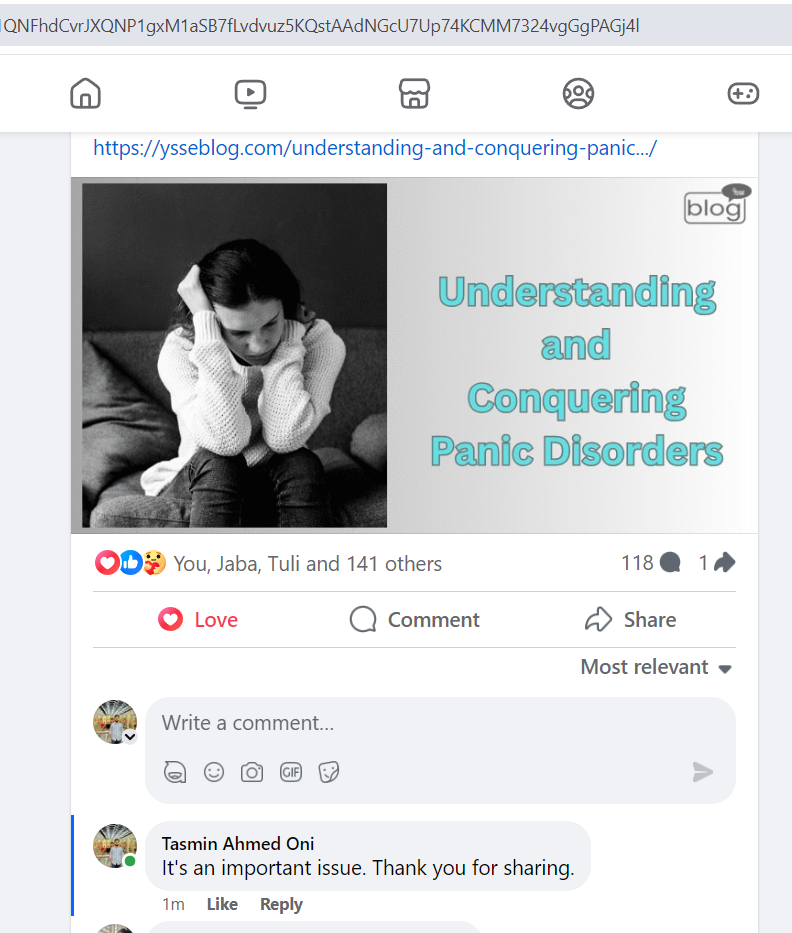 1QNFhdCvrJXQNP1gxM1aSB7fLvdvuz5KQstAAdNGcU7Up74KCMM7324vgGgPAGj4l
https://ysseblog.com/understanding-and-conquering-panic.../
Your
blog
Understanding
and
Conquering
Panic Disorders
You, Jaba, Tuli and 141 others
118
1
Love
Comment
Share
Most relevant
Write a comment...
GIF
Tasmin Ahmed Oni
It's an important issue. Thank you for sharing.
1m Like Reply